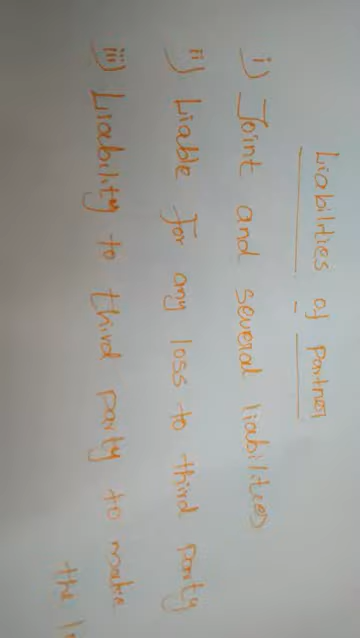 Liabilities of partner
i) Joint and several liabilities
ii) Liable for any loss to third party
iii) Liability to third party to make
the